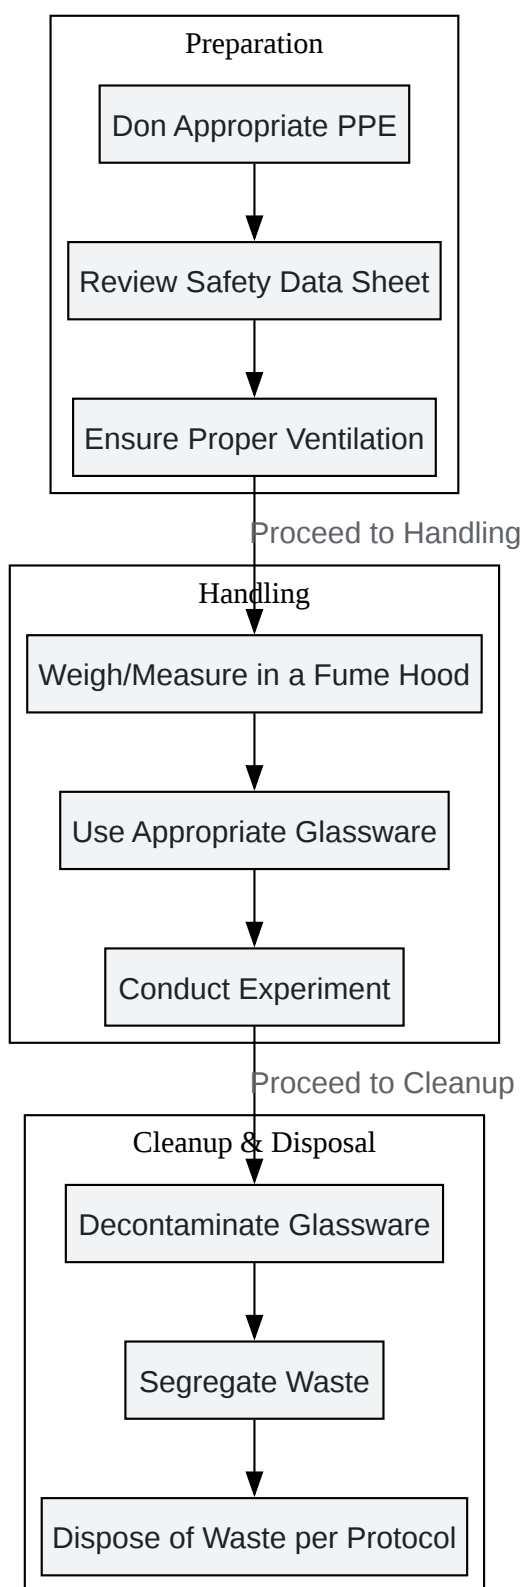 Preparation
Don Appropriate PPE
Review Safety Data Sheet
Ensure Proper Ventilation
Proceed to Handling
Handling
Weigh/Measure in a Fume Hood
Use Appropriate Glassware
Conduct Experiment
Proceed to Cleanup
Cleanup & Disposal
Decontaminate Glassware
Segregate Waste
Dispose of Waste per Protocol